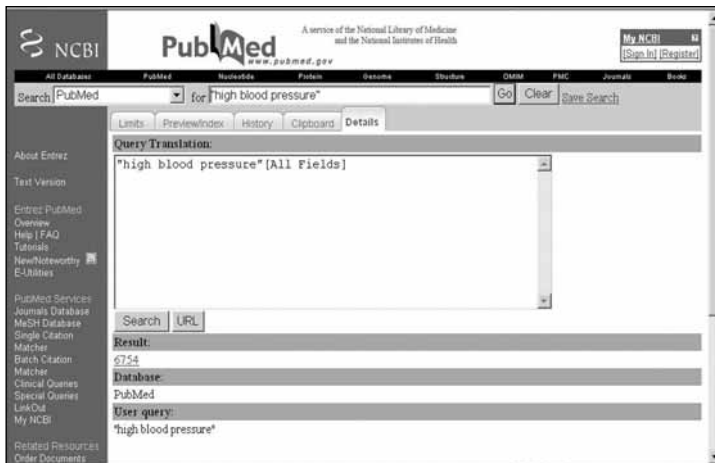 NCBI
PubMed
www.pubmed.gov
A service of the National Library of Medicine
and the National Institutes of Health
My NCBI
[Sign In] [Register]
All Databases PubMed Nucleotide Protein Genome Structure OMIM PMC Journals Books
Search PubMed for "high blood pressure" Go Clear Save Search
Limits Preview/Index History Clipboard Details
About Entrez
Text Version
Entrez PubMed
Overview
Help | FAQ
Tutorials
New/Noteworthy
E-Utilities
PubMed Services
Journals Database
MeSH Database
Single Citation
Matcher
Batch Citation
Matcher
Clinical Queries
Special Queries
LinkOut
My NCBI
Related Resources
Order Documents
Query Translation:
"high blood pressure"[All Fields]
Search URL
Result:
6754
Database:
PubMed
User query:
"high blood pressure"